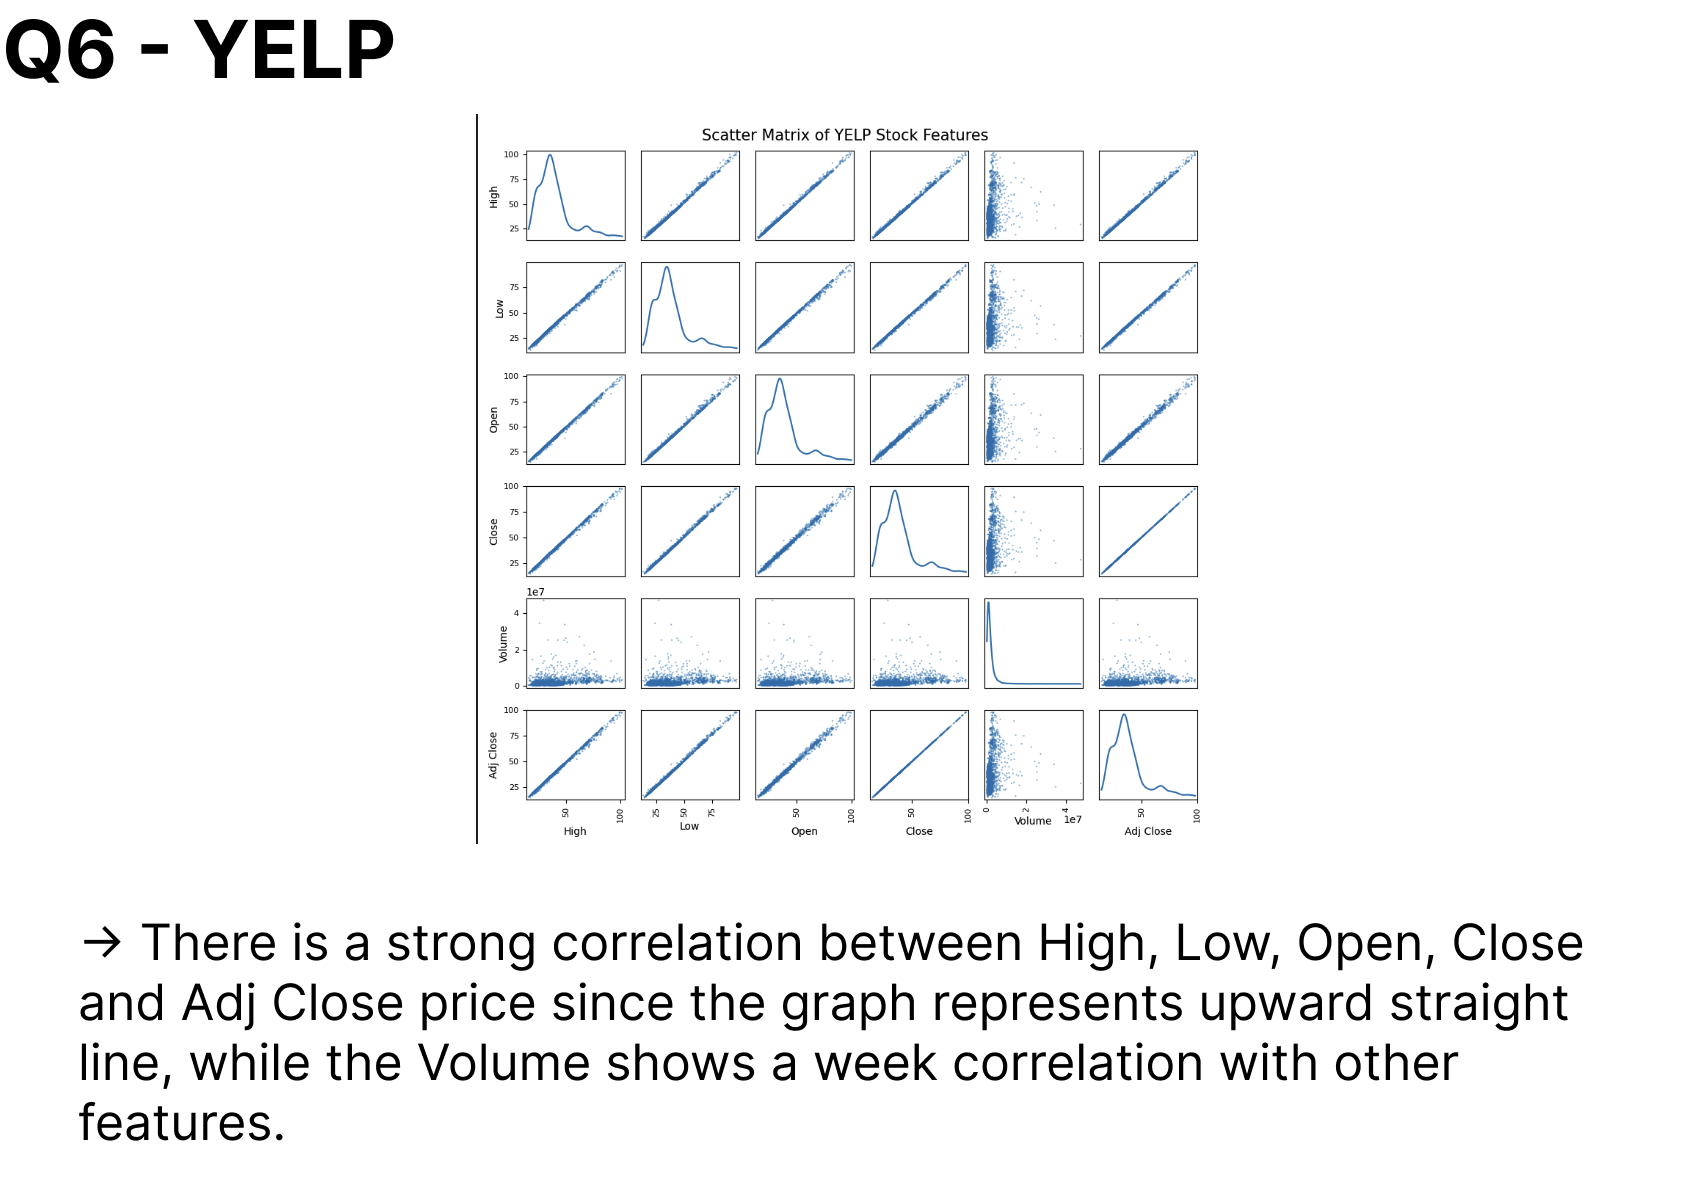 Q6 - YELP
Scatter Matrix of YELP Stock Features
100
75
50
25
High
75
50
25
Low
100
75
50
25
Open
100
75
50
25
Close
1e7
4
2
0
Volume
100
75
50
25
Adj Close
50
100
High
25
50
75
Low
50
100
Open
50
100
Close
0
2
4
Volume 1e7
50
100
Adj Close
→ There is a strong correlation between High, Low, Open, Close
and Adj Close price since the graph represents upward straight
line, while the Volume shows a week correlation with other
features.